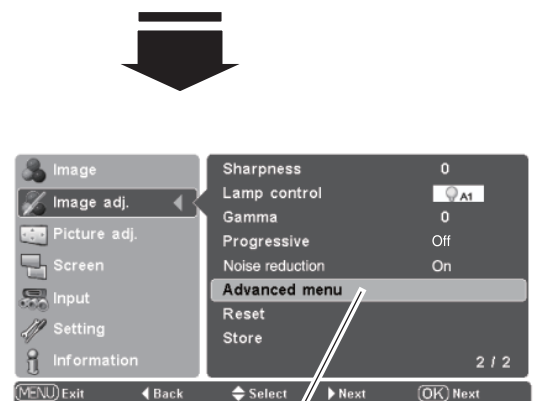 Image
Image adj.
Picture adj.
Screen
Input
Setting
Information
Sharpness 0
Lamp control A1
Gamma 0
Progressive Off
Noise reduction On
Advanced menu
Reset
Store
2 / 2
MENU Exit Back Select Next OK Next